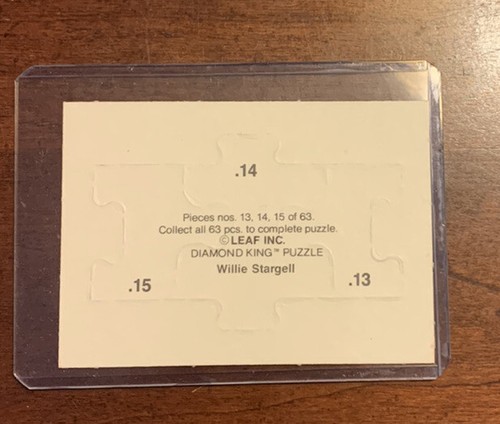 .14
Pieces nos. 13, 14, 15 of 63.
Collect all 63 pcs. to complete puzzle.
©LEAF INC.
DIAMOND KING™ PUZZLE
Willie Stargell
.15
.13